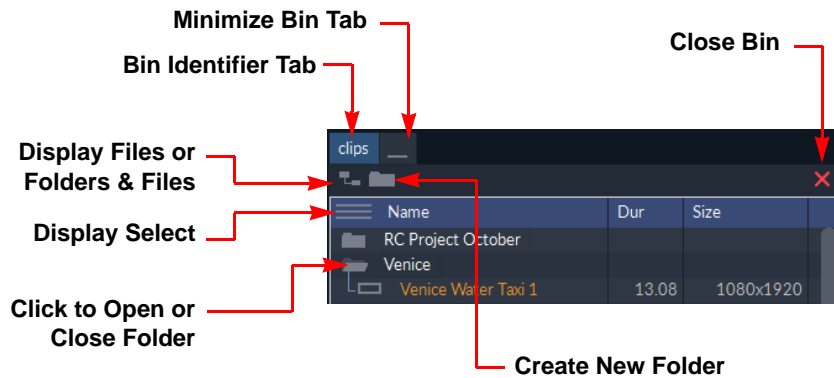 Minimize Bin Tab
Close Bin
Bin Identifier Tab
clips
Display Files or
Folders & Files
Name Dur Size
Display Select
RC Project October
Venice
Venice Water Taxi 1 13.08 1080x1920
Click to Open or
Close Folder
Create New Folder